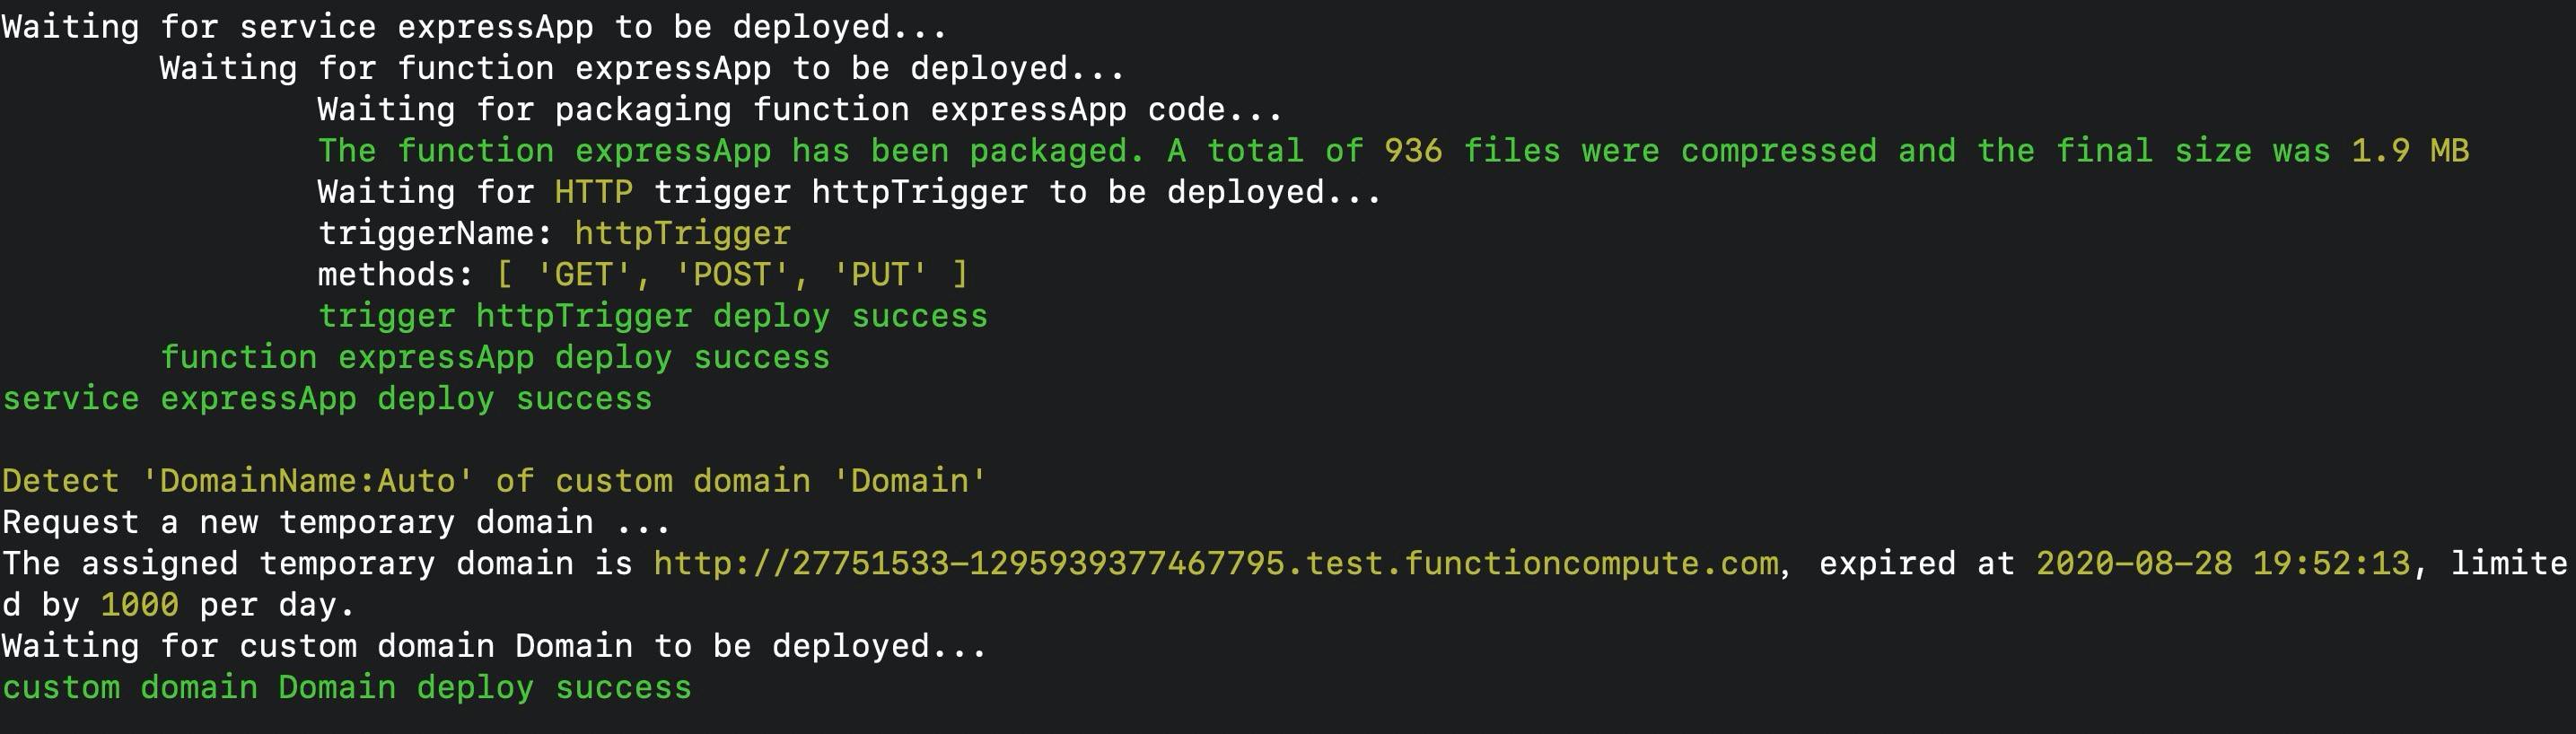 Waiting for service expressApp to be deployed...
Waiting for function expressApp to be deployed...
Waiting for packaging function expressApp code...
The function expressApp has been packaged. A total of 936 files were compressed and the final size was 1.9 MB
Waiting for HTTP trigger httpTrigger to be deployed...
triggerName: httpTrigger
methods: [ 'GET', 'POST', 'PUT' ]
trigger httpTrigger deploy success
function expressApp deploy success
service expressApp deploy success
Detect 'DomainName:Auto' of custom domain 'Domain'
Request a new temporary domain ...
The assigned temporary domain is http://27751533-1295939377467795.test.functioncompute.com, expired at 2020-08-28 19:52:13, limite
d by 1000 per day.
Waiting for custom domain Domain to be deployed...
custom domain Domain deploy success